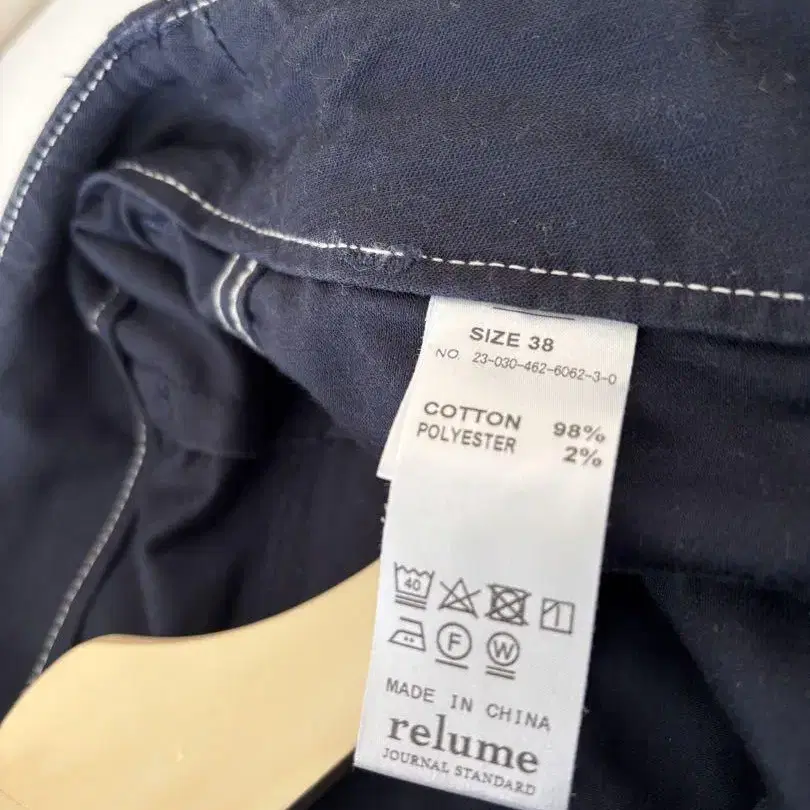 SIZE 38
NO. 23-030-462-6062-3-0
COTTON 98%
POLYESTER 2%
40
F W
MADE IN CHINA
relume
JOURNAL STANDARD